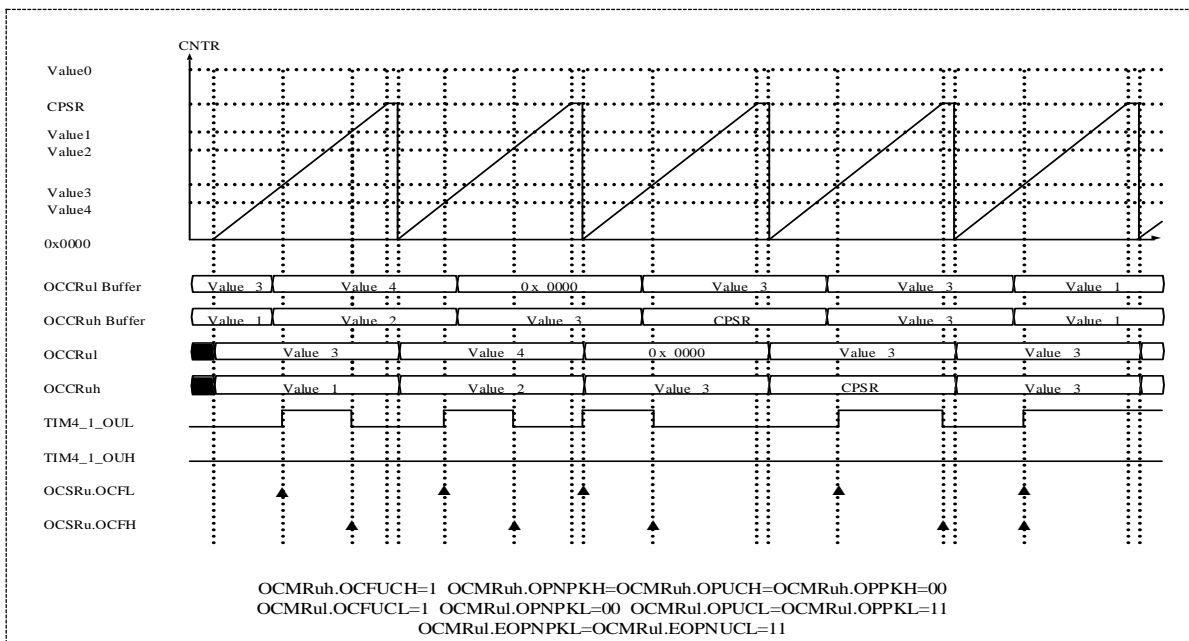 CNTR
Value0
CPSR
Value1
Value2
Value3
Value4
0x0000
OCCRul Buffer Value 3 Value 4 0 x 0000 Value 3 Value 3 Value 1
OCCRuh Buffer Value 1 Value 2 Value 3 CPSR Value 3 Value 1
OCCRul Value 3 Value 4 0 x 0000 Value 3 Value 3
OCCRuh Value 1 Value 2 Value 3 CPSR Value 3
TIM4_1_OUL
TIM4_1_OUH
OCSRu.OCFL
OCSRu.OCFH
OCMRuh.OCFUCH=1 OCMRuh.OPNPKH=OCMRuh.OPUCH=OCMRuh.OPPKH=00
OCMRul.OCFUCL=1 OCMRul.OPNPKL=00 OCMRul.OPUCL=OCMRul.OPPKL=11
OCMRul.EOPNPKL=OCMRul.EOPNUCL=11